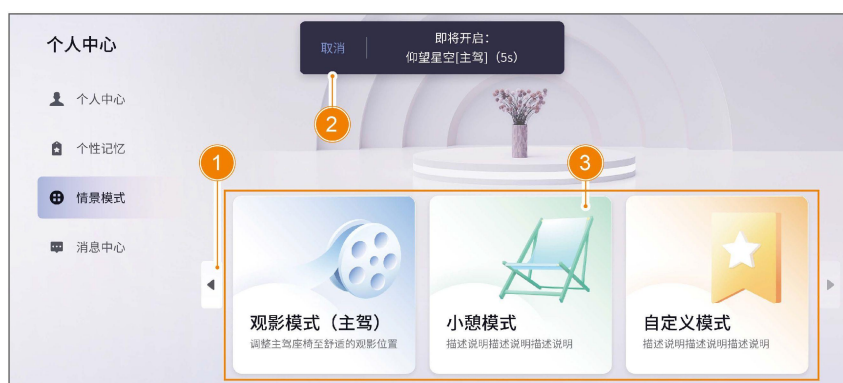 个人中心
取消
即将开启：
仰望星空[主驾]（5s）
个人中心
个性记忆
情景模式
消息中心
1
2
3
观影模式（主驾）
调整主驾座椅至舒适的观影位置
小憩模式
描述说明描述说明描述说明
自定义模式
描述说明描述说明描述说明